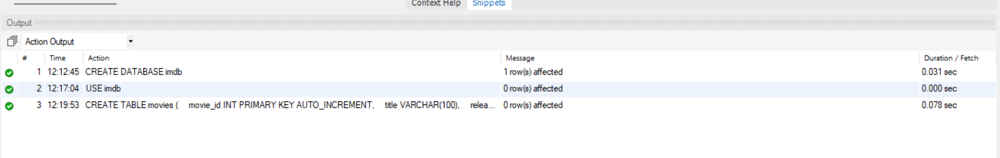 Context Help Snippets
Output
Action Output
# Time Action Message Duration / Fetch
1 12:12:45 CREATE DATABASE imdb 1 row(s) affected 0.031 sec
2 12:17:04 USE imdb 0 row(s) affected 0.000 sec
3 12:19:53 CREATE TABLE movies ( movie_id INT PRIMARY KEY AUTO_INCREMENT, title VARCHAR(100), relea... 0 row(s) affected 0.078 sec